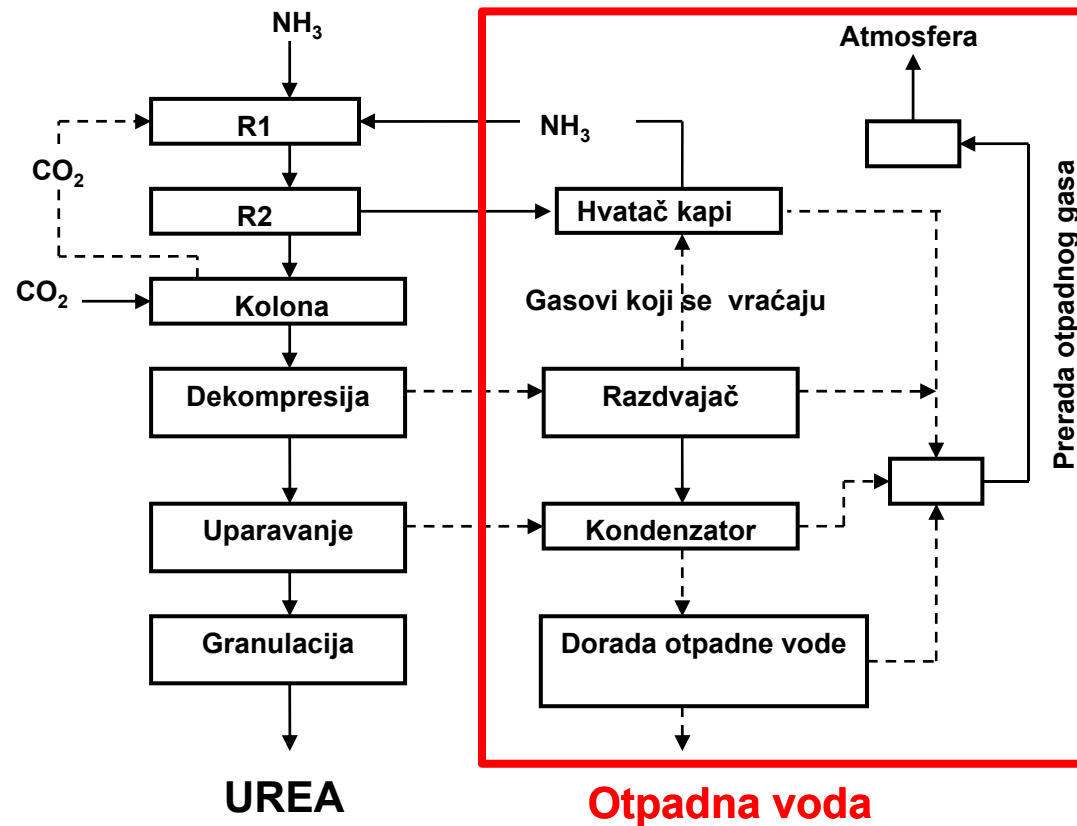 NH₃
Atmosfera
R1
NH₃
CO₂
R2
Hvatač kapi
CO₂
Kolona
Gasovi koji se vraćaju
Prerada otpadnog gasa
Dekompresija
Razdvajač
Uparavanje
Kondenzator
Granulacija
Dorada otpadne vode
UREA
Otpadna voda